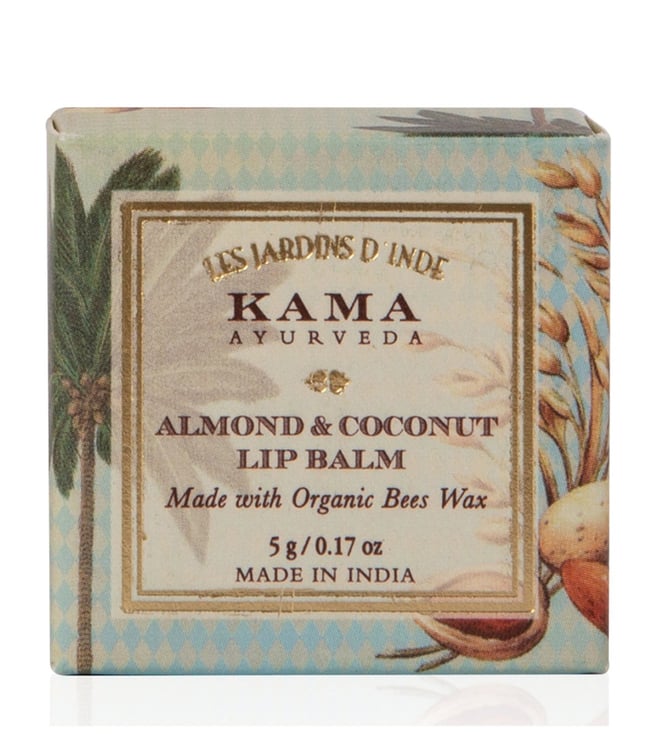 LES JARDINS D'INDE
KAMA
AYURVEDA
ALMOND & COCONUT
LIP BALM
Made with Organic Bees Wax
5 g / 0.17 oz
MADE IN INDIA